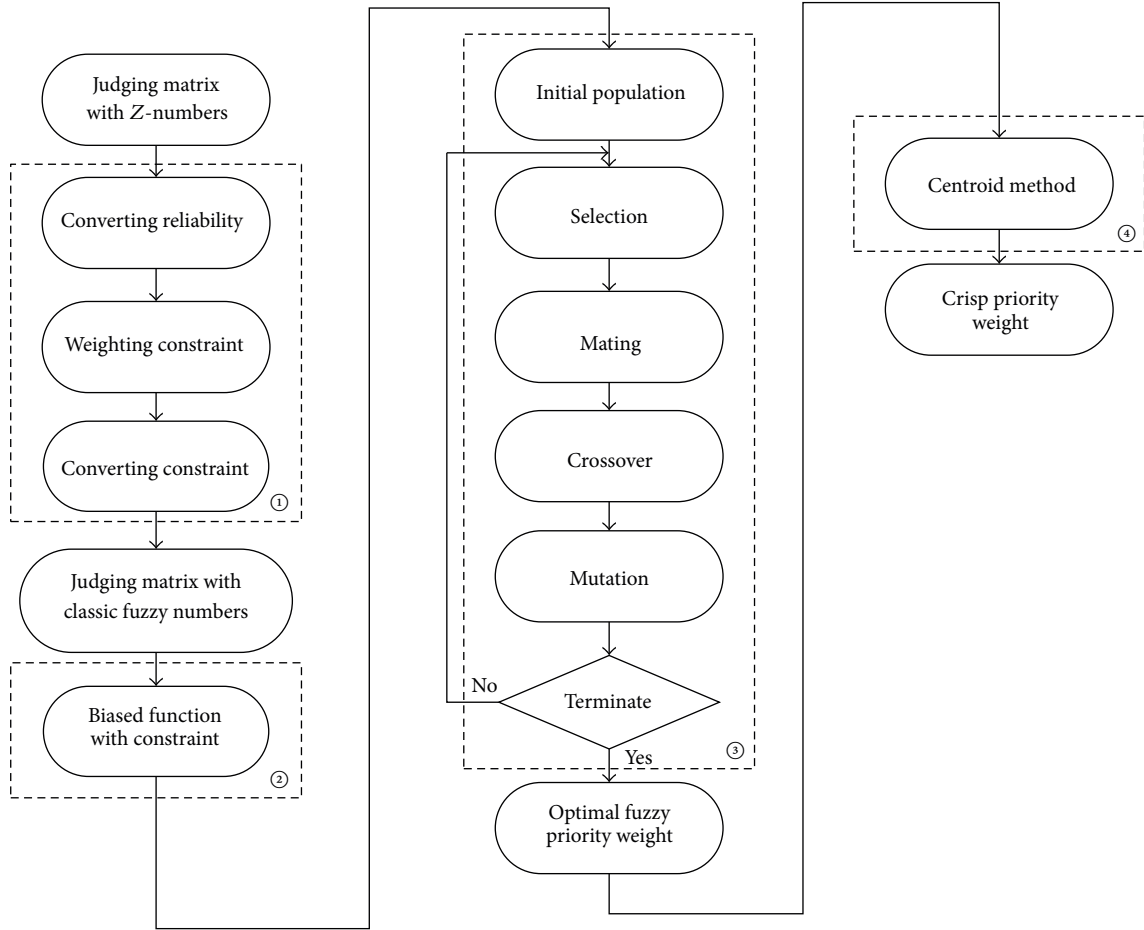 Judging matrix
with Z-numbers
Converting reliability
Weighting constraint
Converting constraint
①
Judging matrix with
classic fuzzy numbers
Biased function
with constraint
②
Initial population
Selection
Mating
Crossover
Mutation
No
Terminate
③
Yes
Optimal fuzzy
priority weight
Centroid method
④
Crisp priority
weight